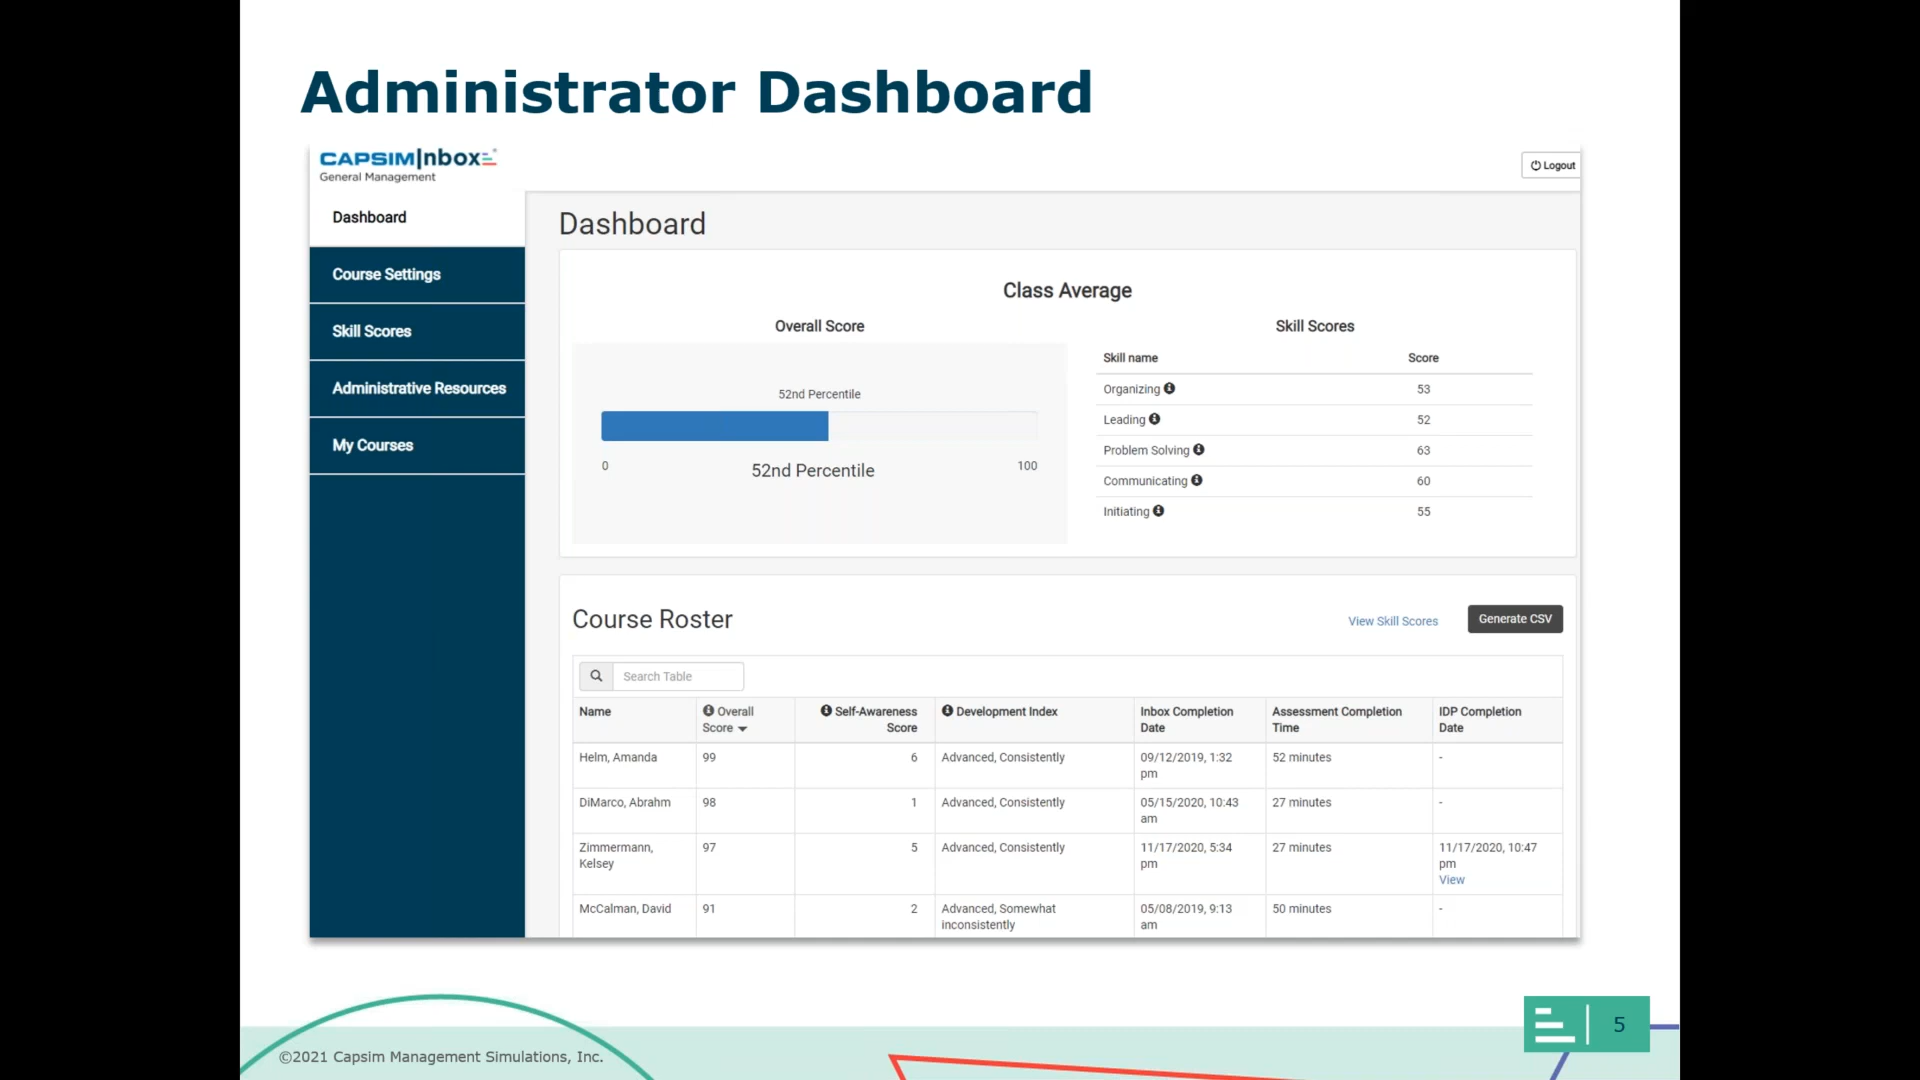 Administrator Dashboard
CAPSIMInbox
General Management
Logout
Dashboard
Course Settings
Skill Scores
Administrative Resources
My Courses
Dashboard
Class Average
Overall Score
52nd Percentile
0 52nd Percentile 100
Skill Scores
Skill name Score
Organizing 53
Leading 52
Problem Solving 63
Communicating 60
Initiating 55
Course Roster
View Skill Scores
Generate CSV
Search Table
Name Overall Score Self-Awareness Score Development Index Inbox Completion Date Assessment Completion Time IDP Completion Date
Helm, Amanda 99 6 Advanced, Consistently 09/12/2019, 1:32 pm 52 minutes -
DiMarco, Abrahm 98 1 Advanced, Consistently 05/15/2020, 10:43 am 27 minutes -
Zimmermann, Kelsey 97 5 Advanced, Consistently 11/17/2020, 5:34 pm 27 minutes 11/17/2020, 10:47 pm View
McCalman, David 91 2 Advanced, Somewhat inconsistently 05/08/2019, 9:13 am 50 minutes -
©2021 Capsim Management Simulations, Inc.
5